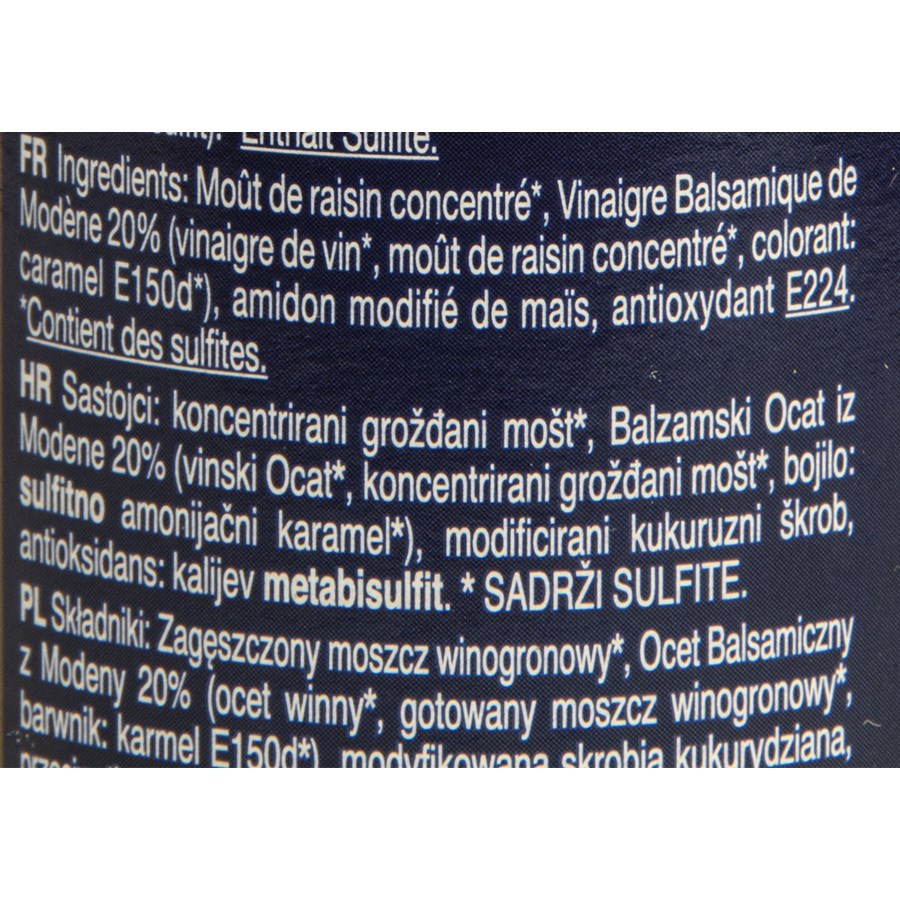 Enthält Sulfite.
FR Ingredients: Moût de raisin concentré*, Vinaigre Balsamique de
Modène 20% (vinaigre de vin*, moût de raisin concentré*, colorant:
caramel E150d*), amidon modifié de maïs, antioxydant E224.
*Contient des sulfites.
HR Sastojci: koncentrirani grožđani mošt*, Balzamski Ocat iz
Modene 20% (vinski Ocat*, koncentrirani grožđani mošt*, bojilo:
sulfitno amonijačni karamel*), modificirani kukuruzni škrob,
antioksidans: kalijev metabisulfit. * SADRŽI SULFITE.
PL Składniki: Zagęszczony moszcz winogronowy*, Ocet Balsamiczny
z Modeny 20% (ocet winny*, gotowany moszcz winogronowy*,
barwnik: karmel E150d*), modyfikowana skrobia kukurydziana,